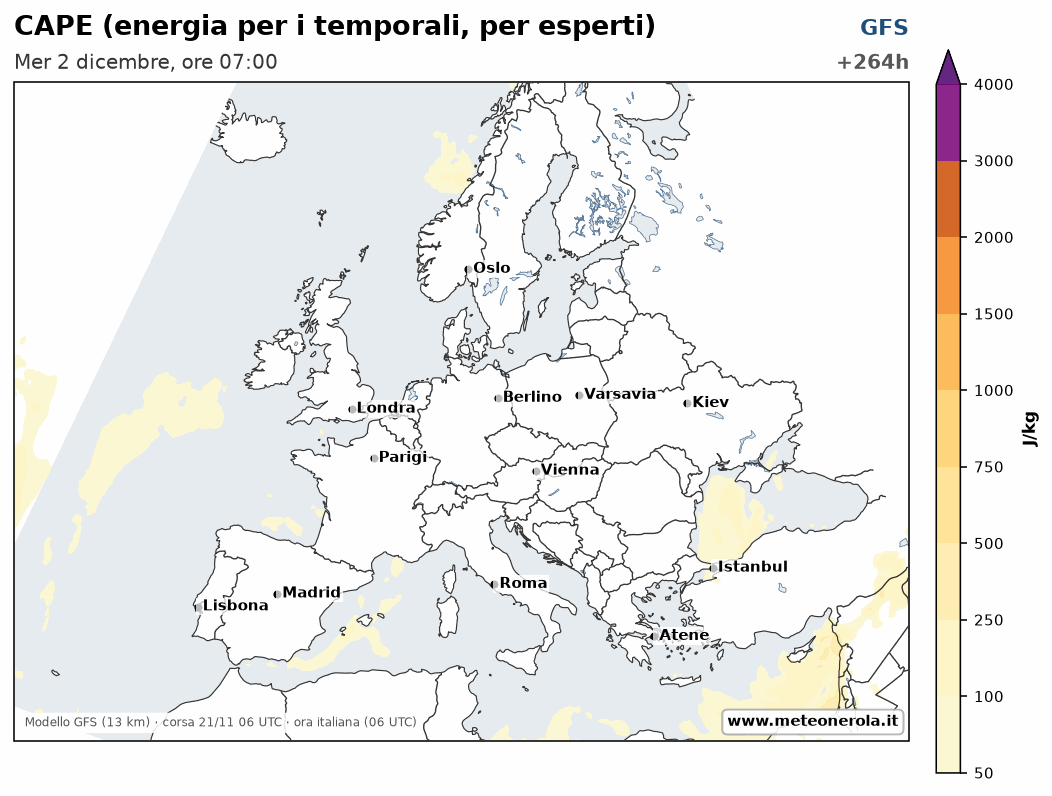 CAPE (energia per i temporali, per esperti)
GFS
Mer 2 dicembre, ore 07:00
+264h
4000
3000
2000
1500
1000
750
500
250
100
50
J/kg
Oslo
Berlino
Varsavia
Kiev
Londra
Parigi
Vienna
Istanbul
Roma
Madrid
Lisbona
Atene
Modello GFS (13 km) · corsa 21/11 06 UTC · ora italiana (06 UTC)
www.meteonerola.it